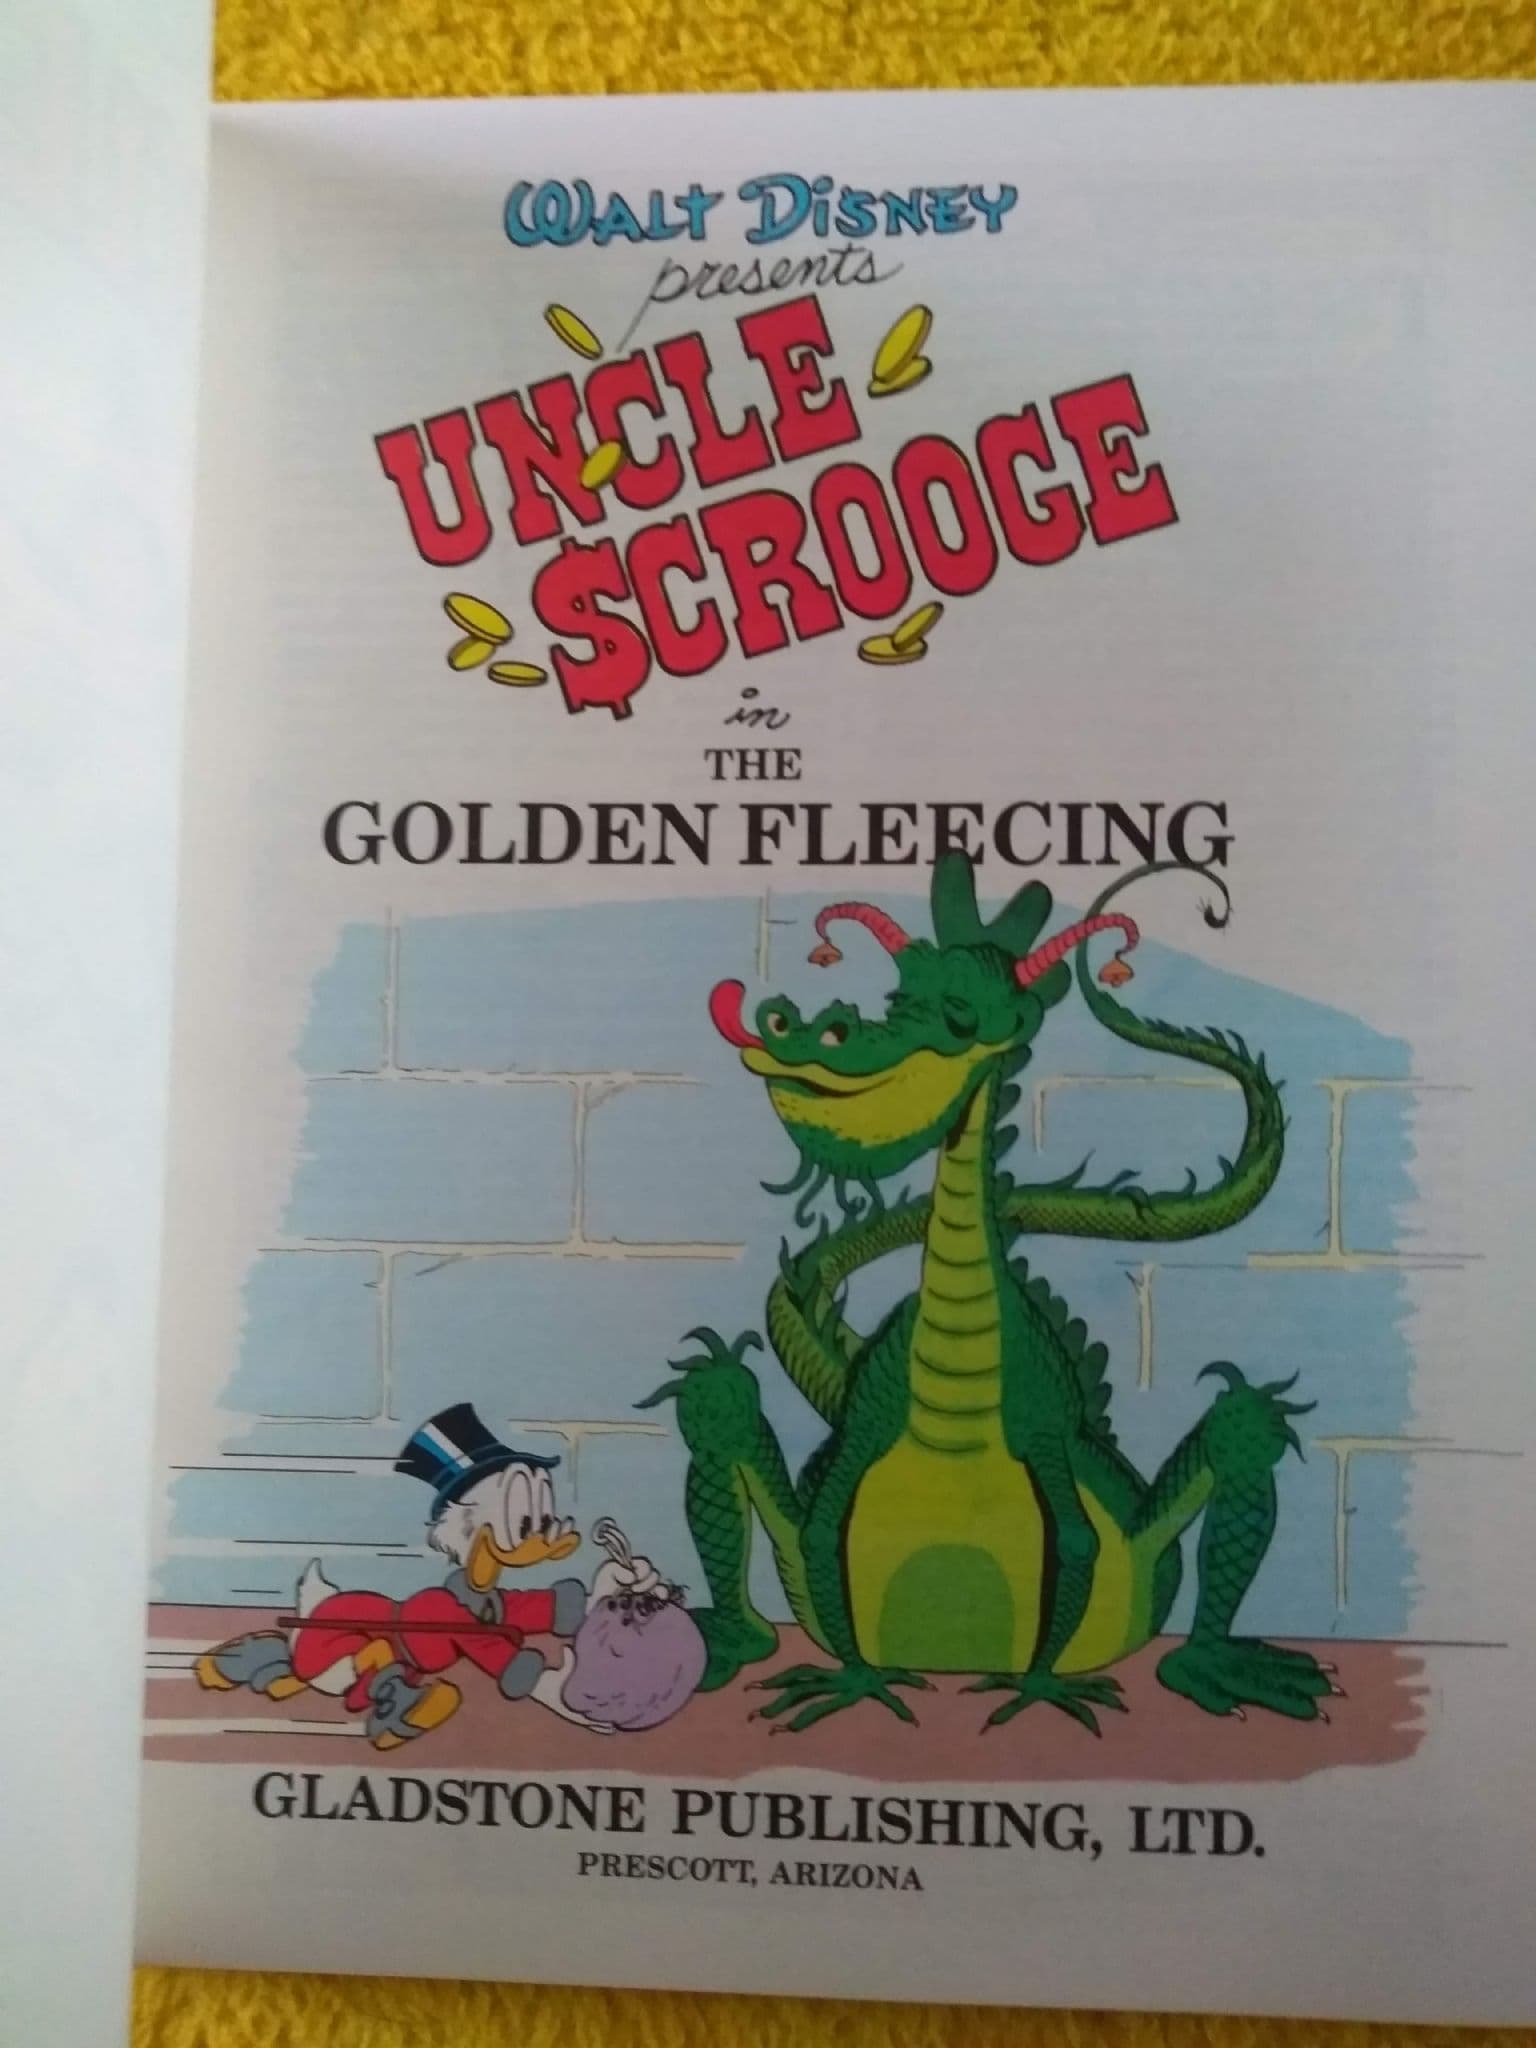 WALT DISNEY
presents
UNCLE
$CROOGE
in
THE
GOLDEN FLEECING
GLADSTONE PUBLISHING, LTD.
PRESCOTT, ARIZONA